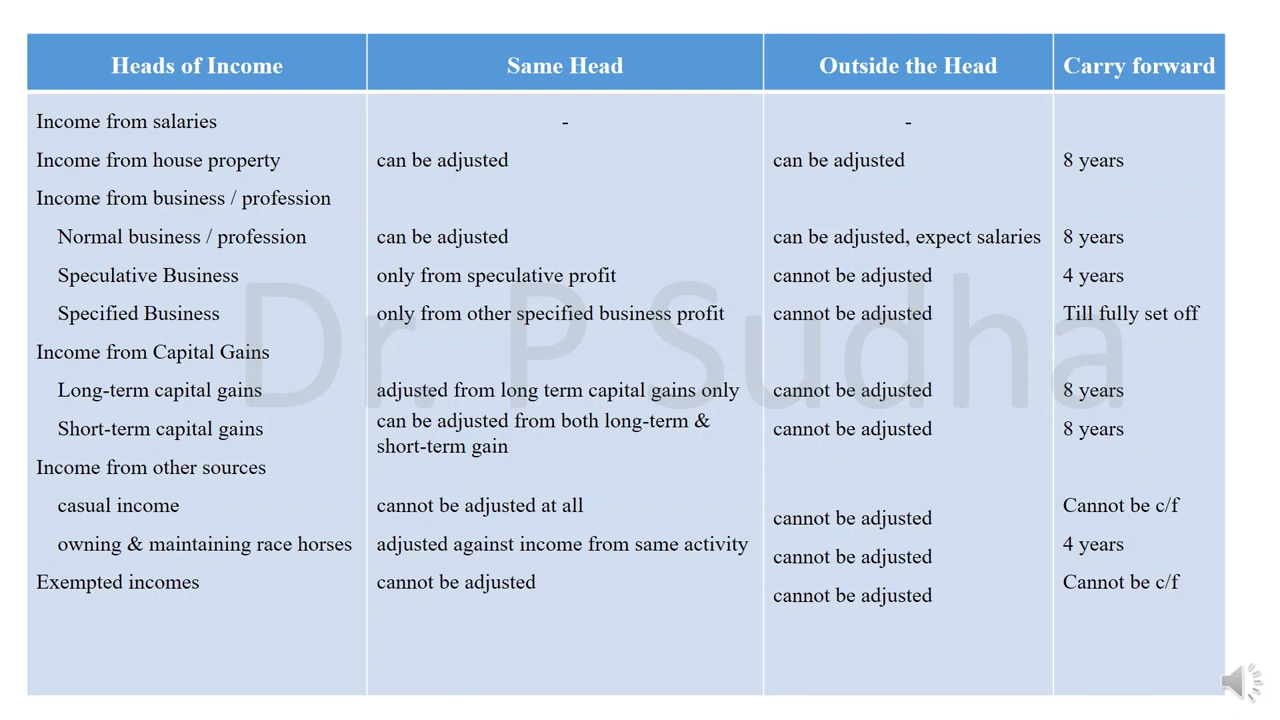 Heads of Income Same Head Outside the Head Carry forward
Income from salaries - -
Income from house property can be adjusted can be adjusted 8 years
Income from business / profession
Normal business / profession can be adjusted can be adjusted, expect salaries 8 years
Speculative Business only from speculative profit cannot be adjusted 4 years
Specified Business only from other specified business profit cannot be adjusted Till fully set off
Income from Capital Gains
Long-term capital gains adjusted from long term capital gains only cannot be adjusted 8 years
Short-term capital gains can be adjusted from both long-term & cannot be adjusted 8 years
short-term gain
Income from other sources
casual income cannot be adjusted at all cannot be adjusted Cannot be c/f
owning & maintaining race horses adjusted against income from same activity cannot be adjusted 4 years
Exempted incomes cannot be adjusted cannot be adjusted Cannot be c/f
Dr. P Sudha